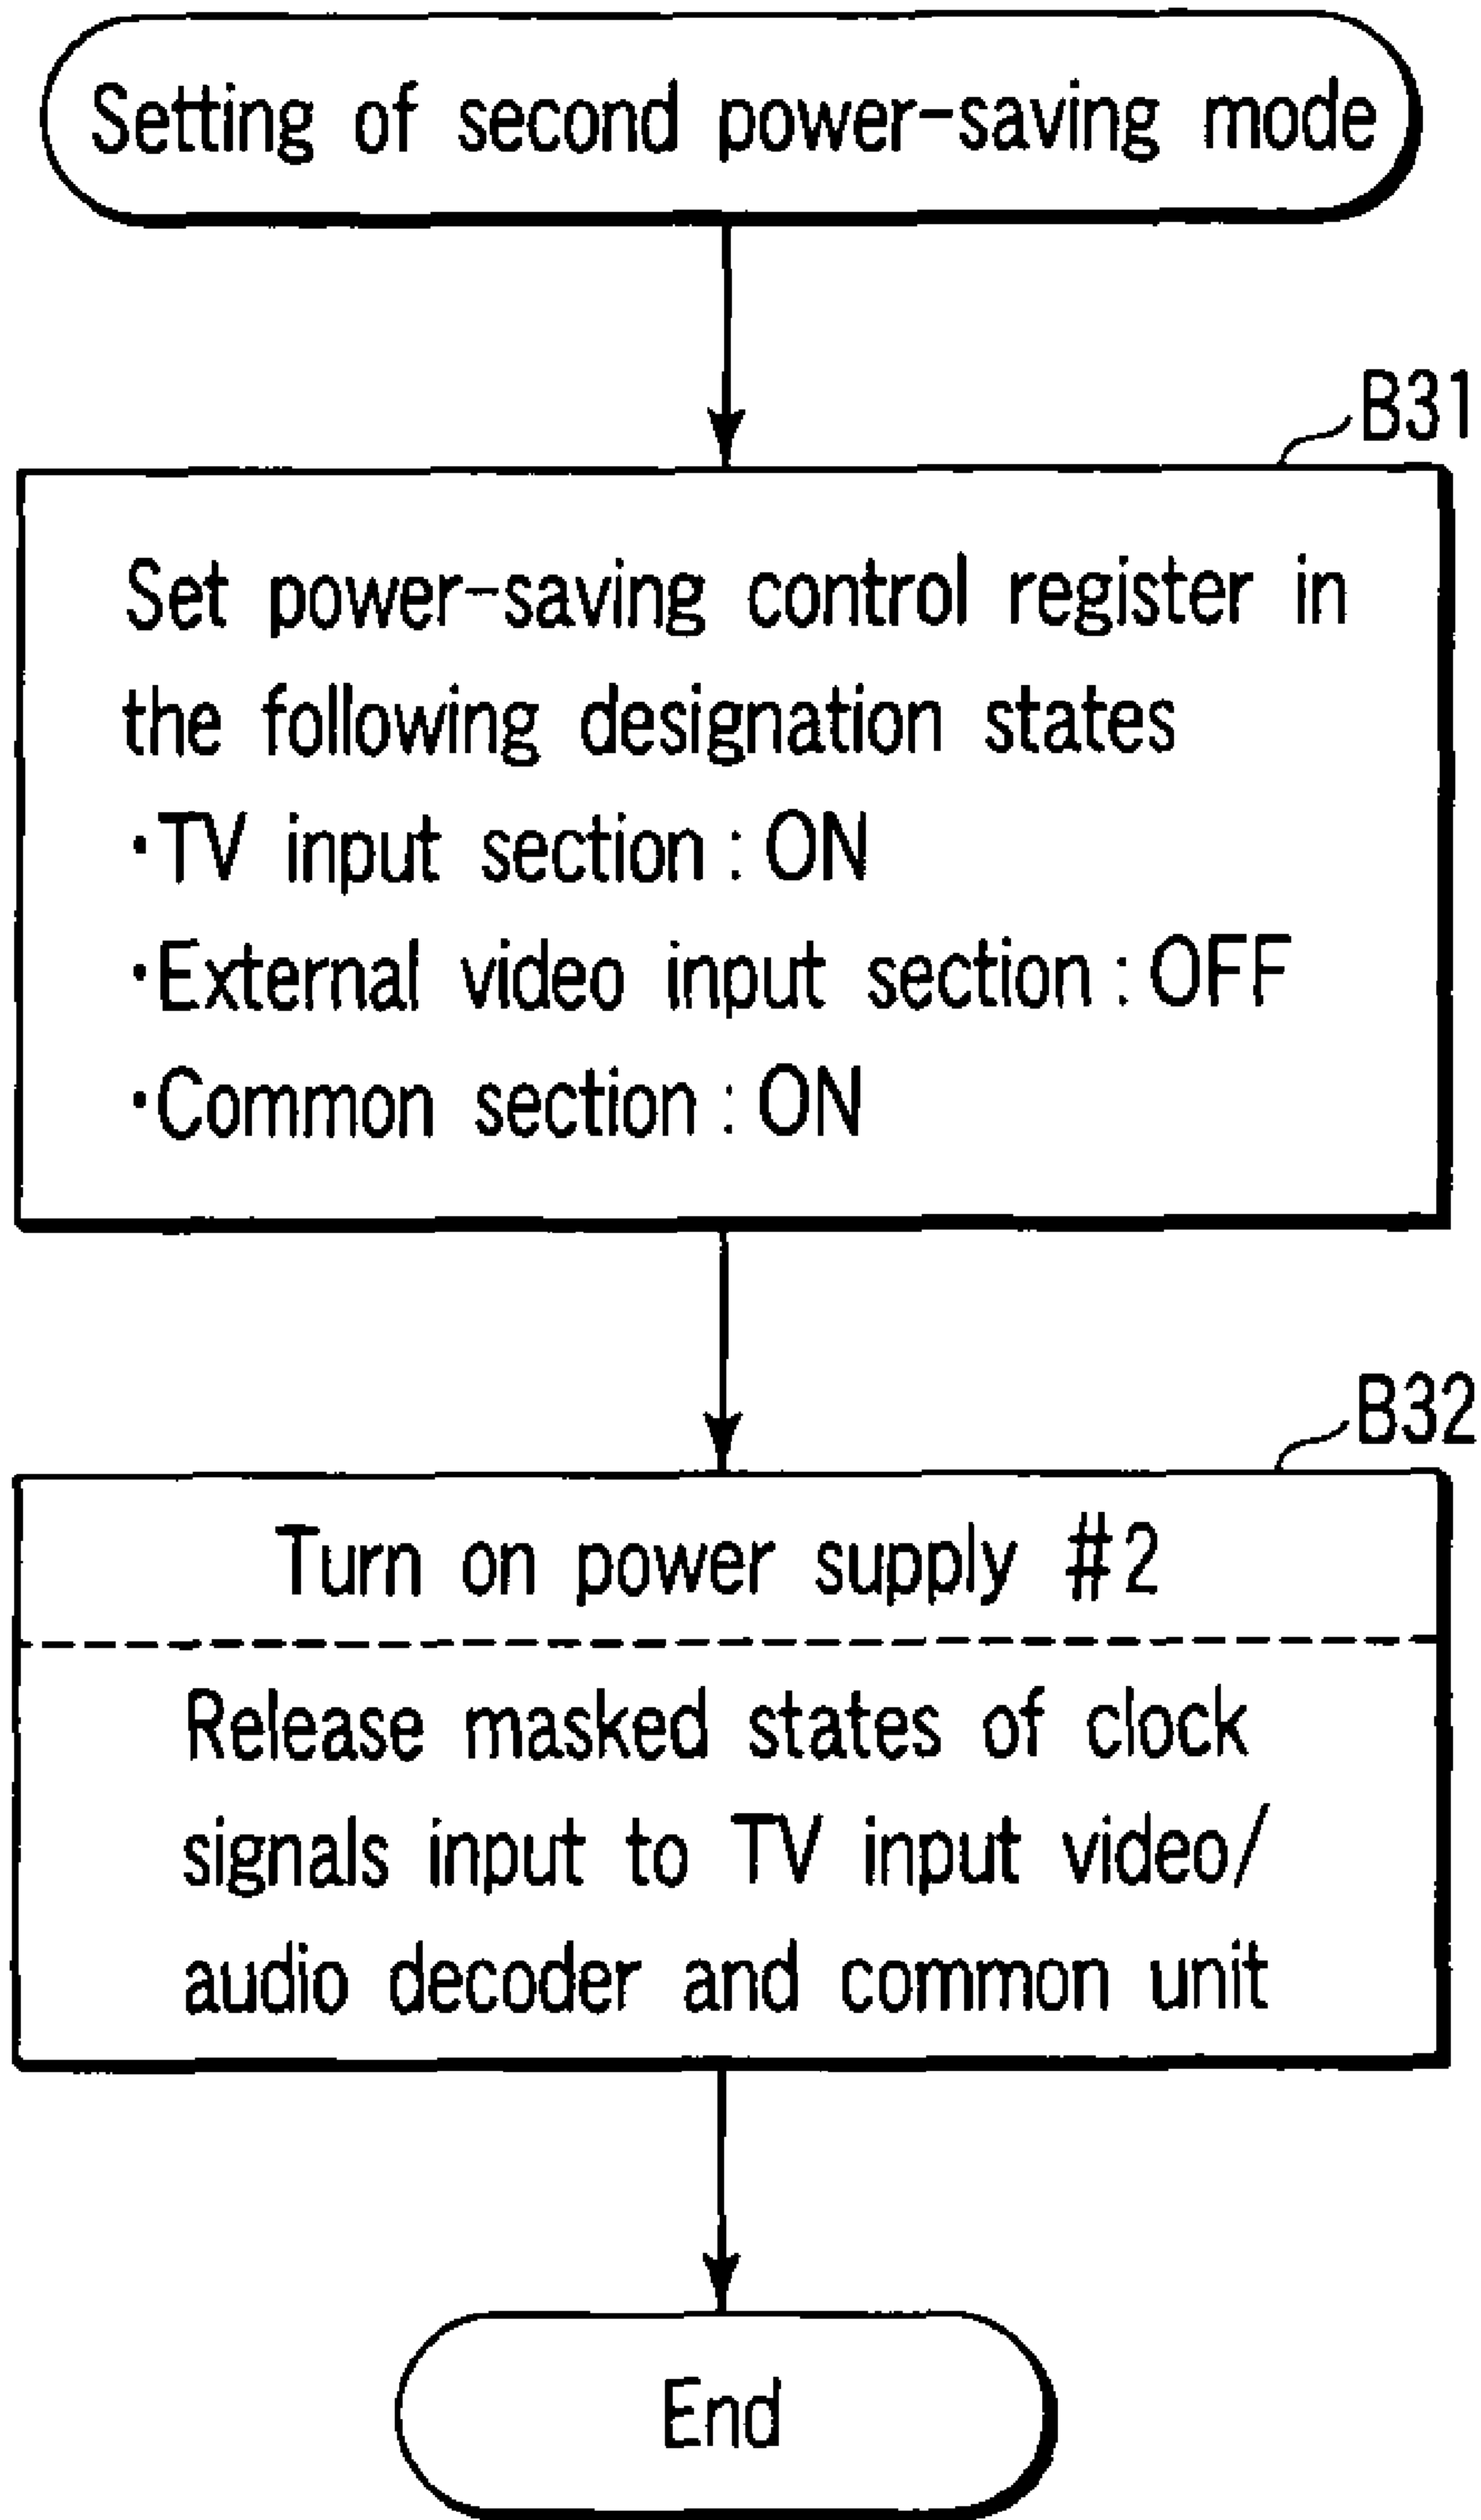 Setting of second power-saving mode
B31
Set power-saving control register in
the following designation states
·TV input section : ON
·External video input section : OFF
·Common section : ON
B32
Turn on power supply #2
Release masked states of clock
signals input to TV input video/
audio decoder and common unit
End